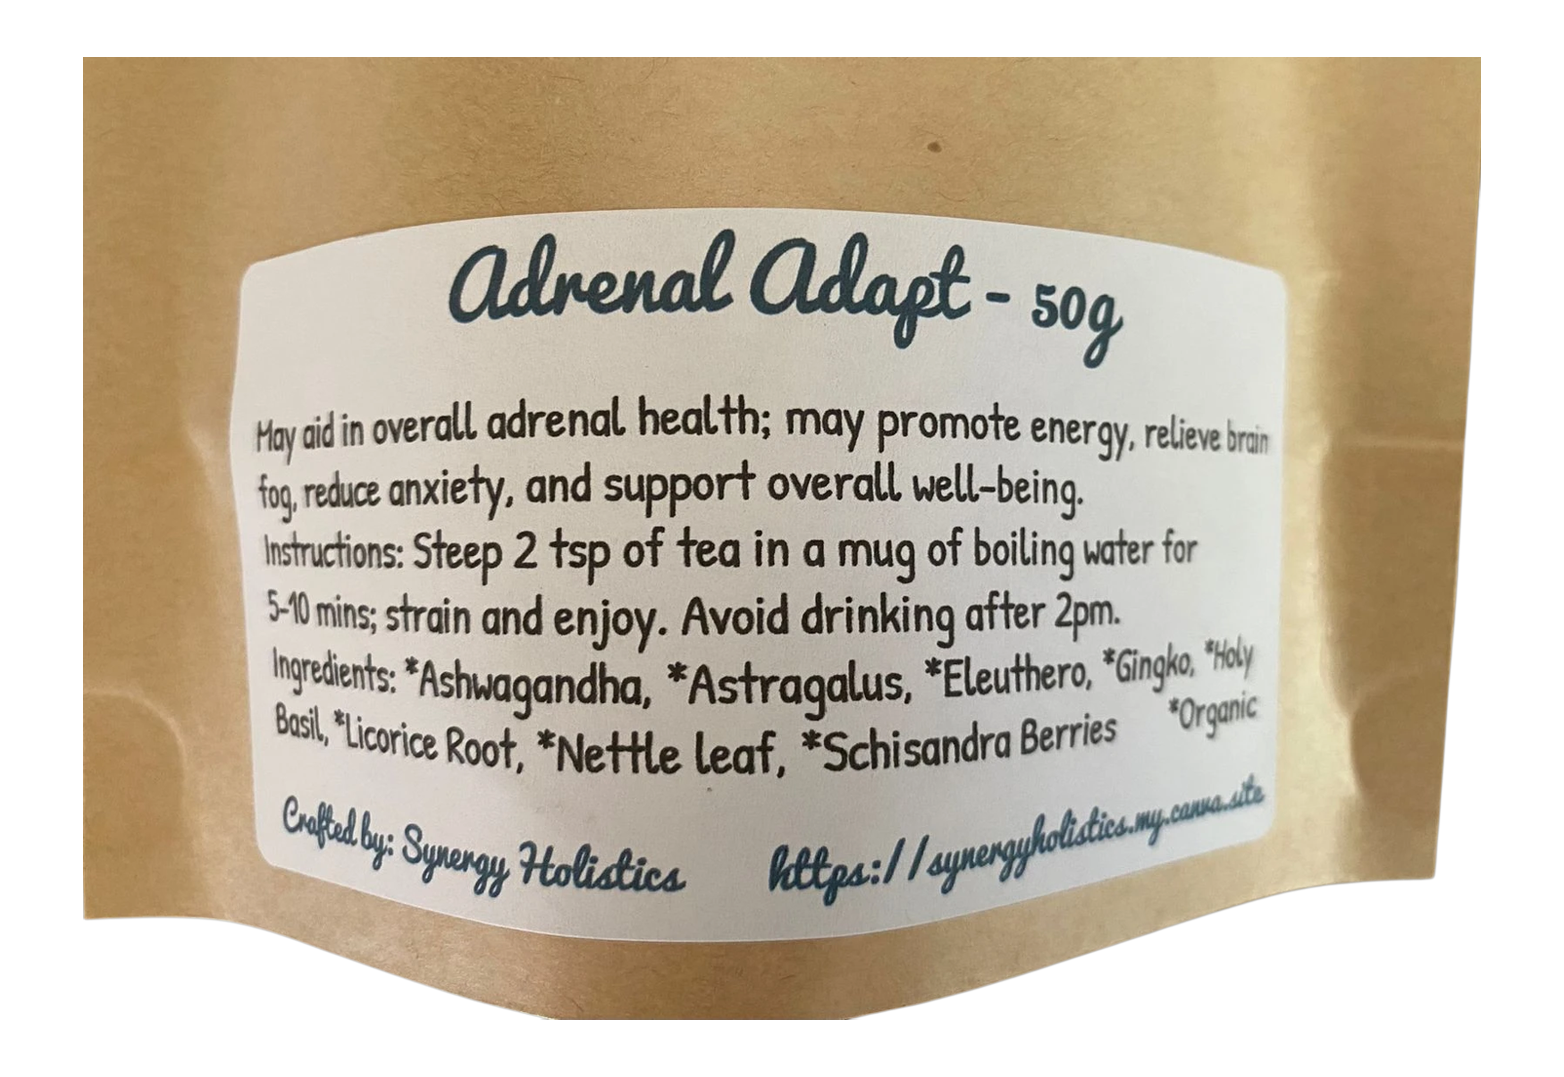 Adrenal Adapt - 50g
May aid in overall adrenal health; may promote energy, relieve brain
fog, reduce anxiety, and support overall well-being.
Instructions: Steep 2 tsp of tea in a mug of boiling water for
5-10 mins; strain and enjoy. Avoid drinking after 2pm.
Ingredients: *Ashwagandha, *Astragalus, *Eleuthero, *Gingko, *Holy
Basil, *Licorice Root, *Nettle leaf, *Schisandra Berries *Organic
Crafted by: Synergy Holistics https://synergyholistics.my.canva.site